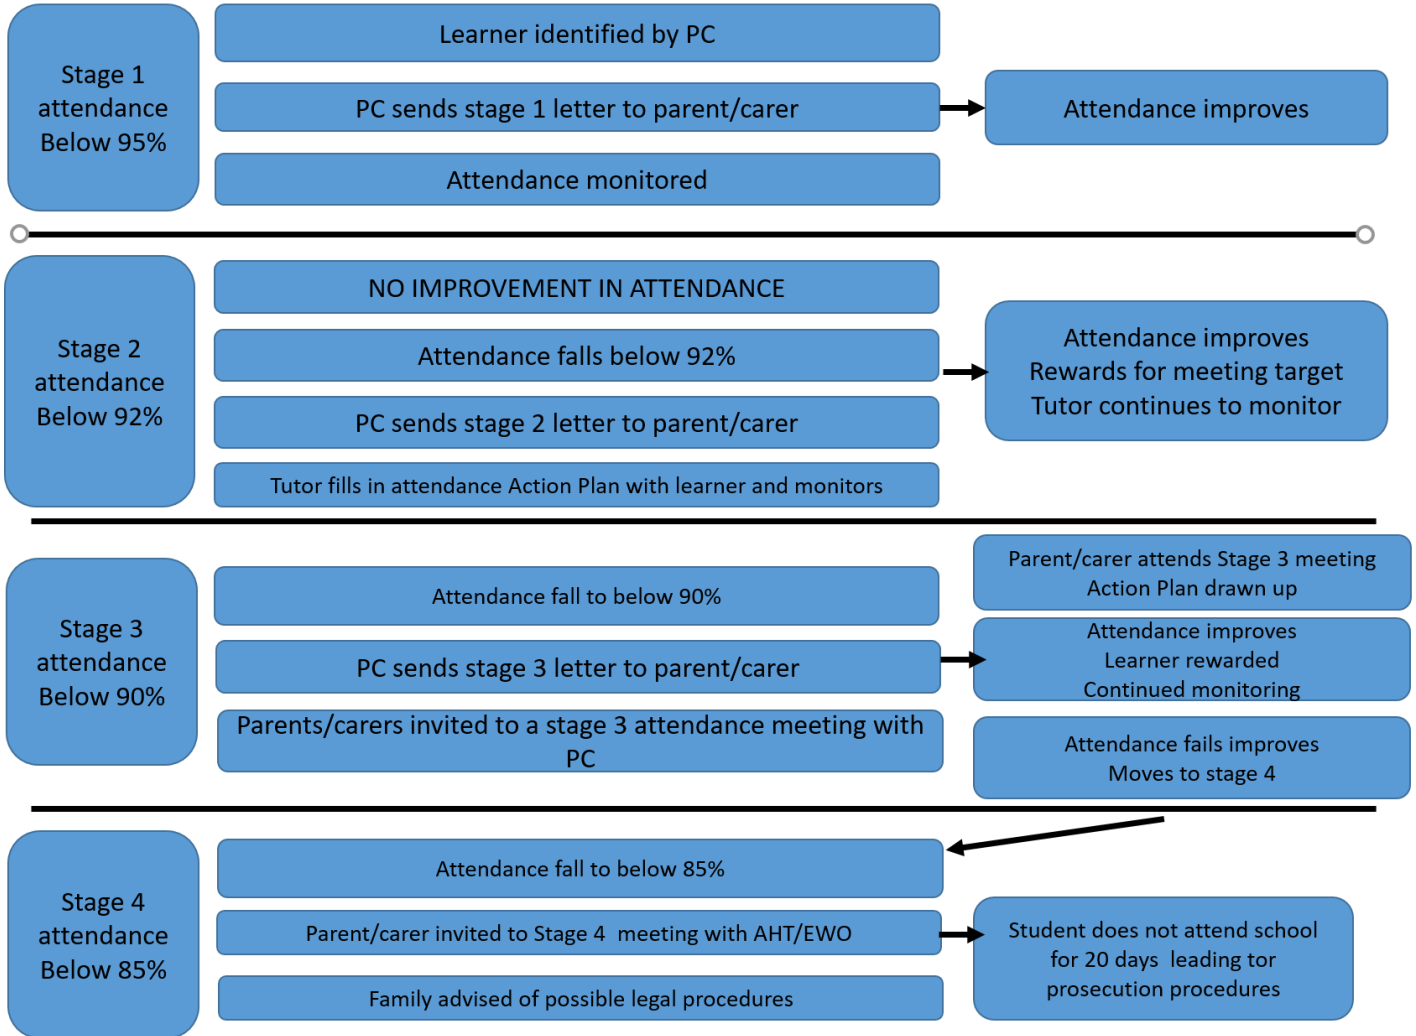 Stage 1
attendance
Below 95%
Learner identified by PC
PC sends stage 1 letter to parent/carer
Attendance monitored
Attendance improves
Stage 2
attendance
Below 92%
NO IMPROVEMENT IN ATTENDANCE
Attendance falls below 92%
PC sends stage 2 letter to parent/carer
Tutor fills in attendance Action Plan with learner and monitors
Attendance improves
Rewards for meeting target
Tutor continues to monitor
Stage 3
attendance
Below 90%
Attendance fall to below 90%
PC sends stage 3 letter to parent/carer
Parents/carers invited to a stage 3 attendance meeting with
PC
Parent/carer attends Stage 3 meeting
Action Plan drawn up
Attendance improves
Learner rewarded
Continued monitoring
Attendance fails improves
Moves to stage 4
Stage 4
attendance
Below 85%
Attendance fall to below 85%
Parent/carer invited to Stage 4  meeting with AHT/EWO
Family advised of possible legal procedures
Student does not attend school
for 20 days  leading tor
prosecution procedures